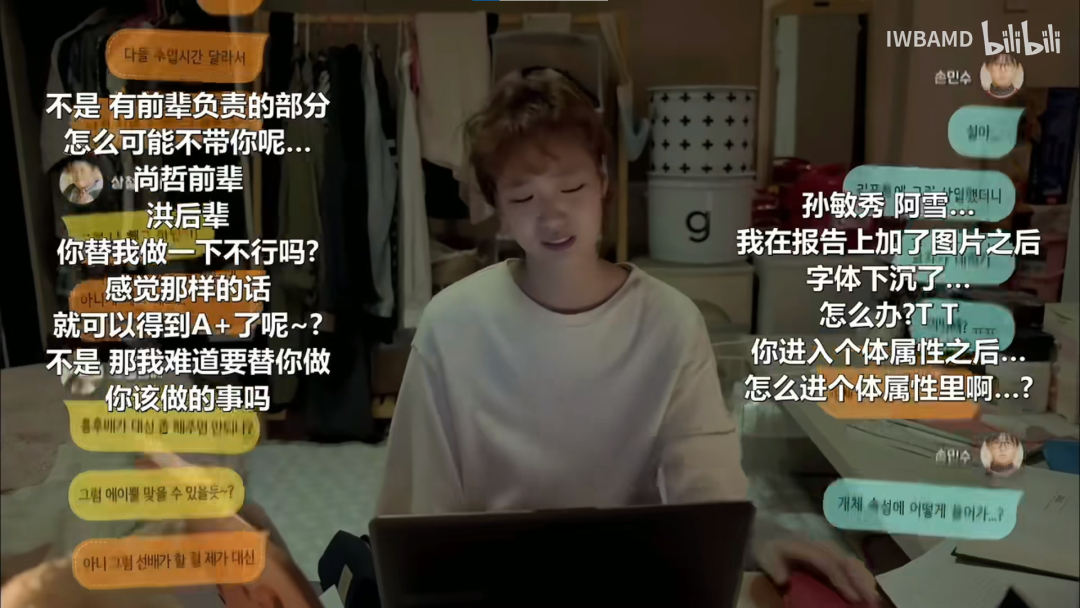 IWBAMD bilibili
다들 수업시간 달라서
不是 有前辈负责的部分
怎么可能不带你呢...
尚哲前辈
洪后辈
你替我做一下不行吗?
感觉那样的话
就可以得到A+了呢~?
不是 那我难道要替你做
你该做的事吗
홍후배가 대신 좀 해주면 안되나?
그럼 에이쁠 맞을 수 있을듯~?
아니 그럼 선배가 할 걸 제가 대신
g
손민수
설아...
孙敏秀 阿雪...
我在报告上加了图片之后
字体下沉了...
怎么办?T T
你进入个体属性之后...
怎么进个体属性里啊...?
손민수
개체 속성에 어떻게 들어가...?